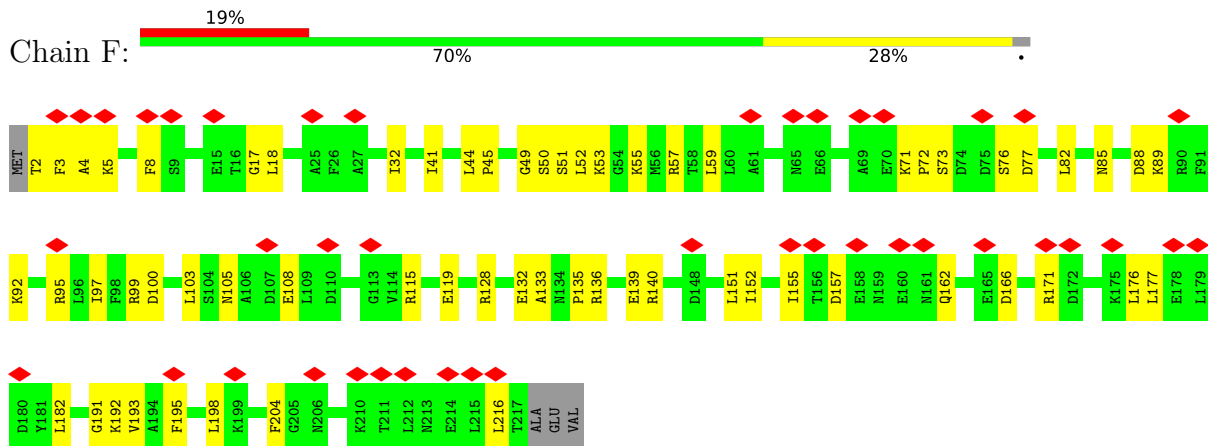 19%
Chain F:
70% 28% •
MET T2 F3 A4 K5 F8 S9 E15 T16 G17 L18 A25 F26 A27 I32 I41 L44 P45 G49 S50 S51 L52 K53 G54 K55 M56 R57 T58 L59 L60 A61 N65 E66 A69 E70 K71 P72 S73 D74 D75 S76 D77 L82 N85 D88 K89 R90 F91
K92 R95 L96 I97 F98 R99 D100 L103 S104 N105 A106 D107 E108 L109 D110 G113 V114 R115 E119 R128 E132 A133 N134 P135 R136 E139 R140 D148 L151 I152 I155 T156 D157 E158 N159 E160 N161 Q162 E165 D166 R171 D172 K175 L176 L177 E178 L179
D180 Y181 L182 G191 K192 V193 A194 F195 L198 K199 F204 G205 N206 K210 T211 L212 N213 E214 L215 L216 T217 ALA GLU VAL